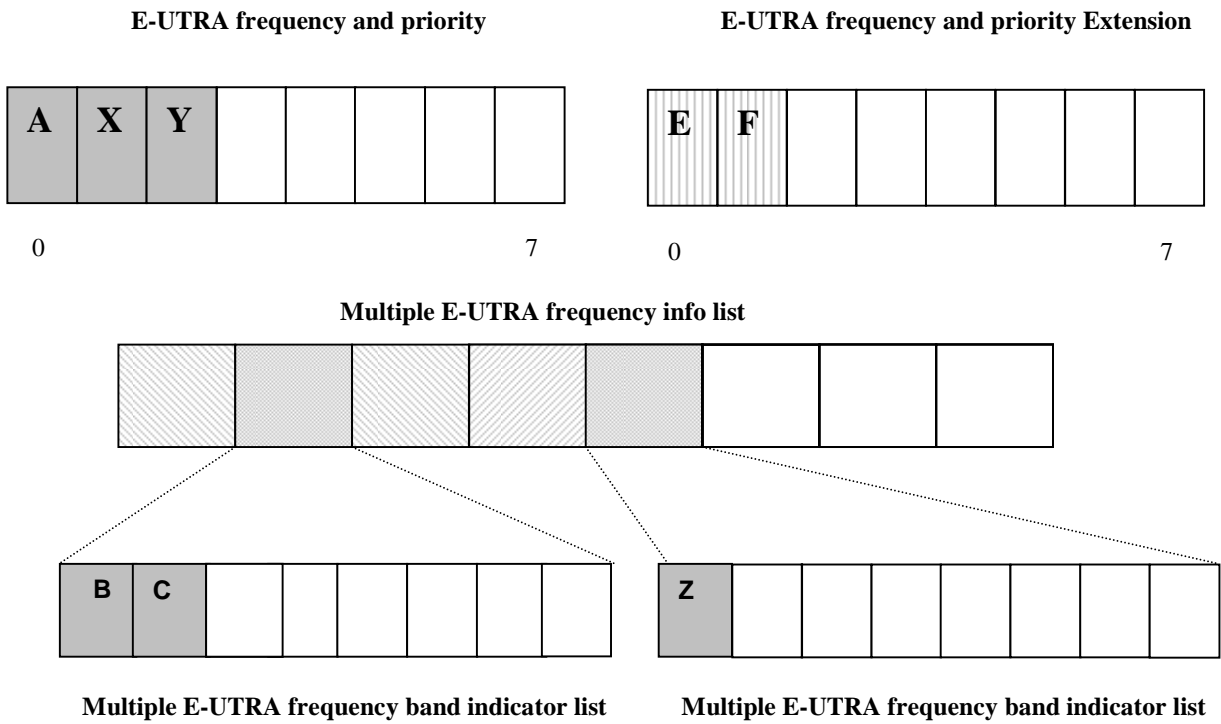 E-UTRA frequency and priority
E-UTRA frequency and priority Extension
A X Y
E F
0 7
0 7
Multiple E-UTRA frequency info list
B C
Z
Multiple E-UTRA frequency band indicator list
Multiple E-UTRA frequency band indicator list